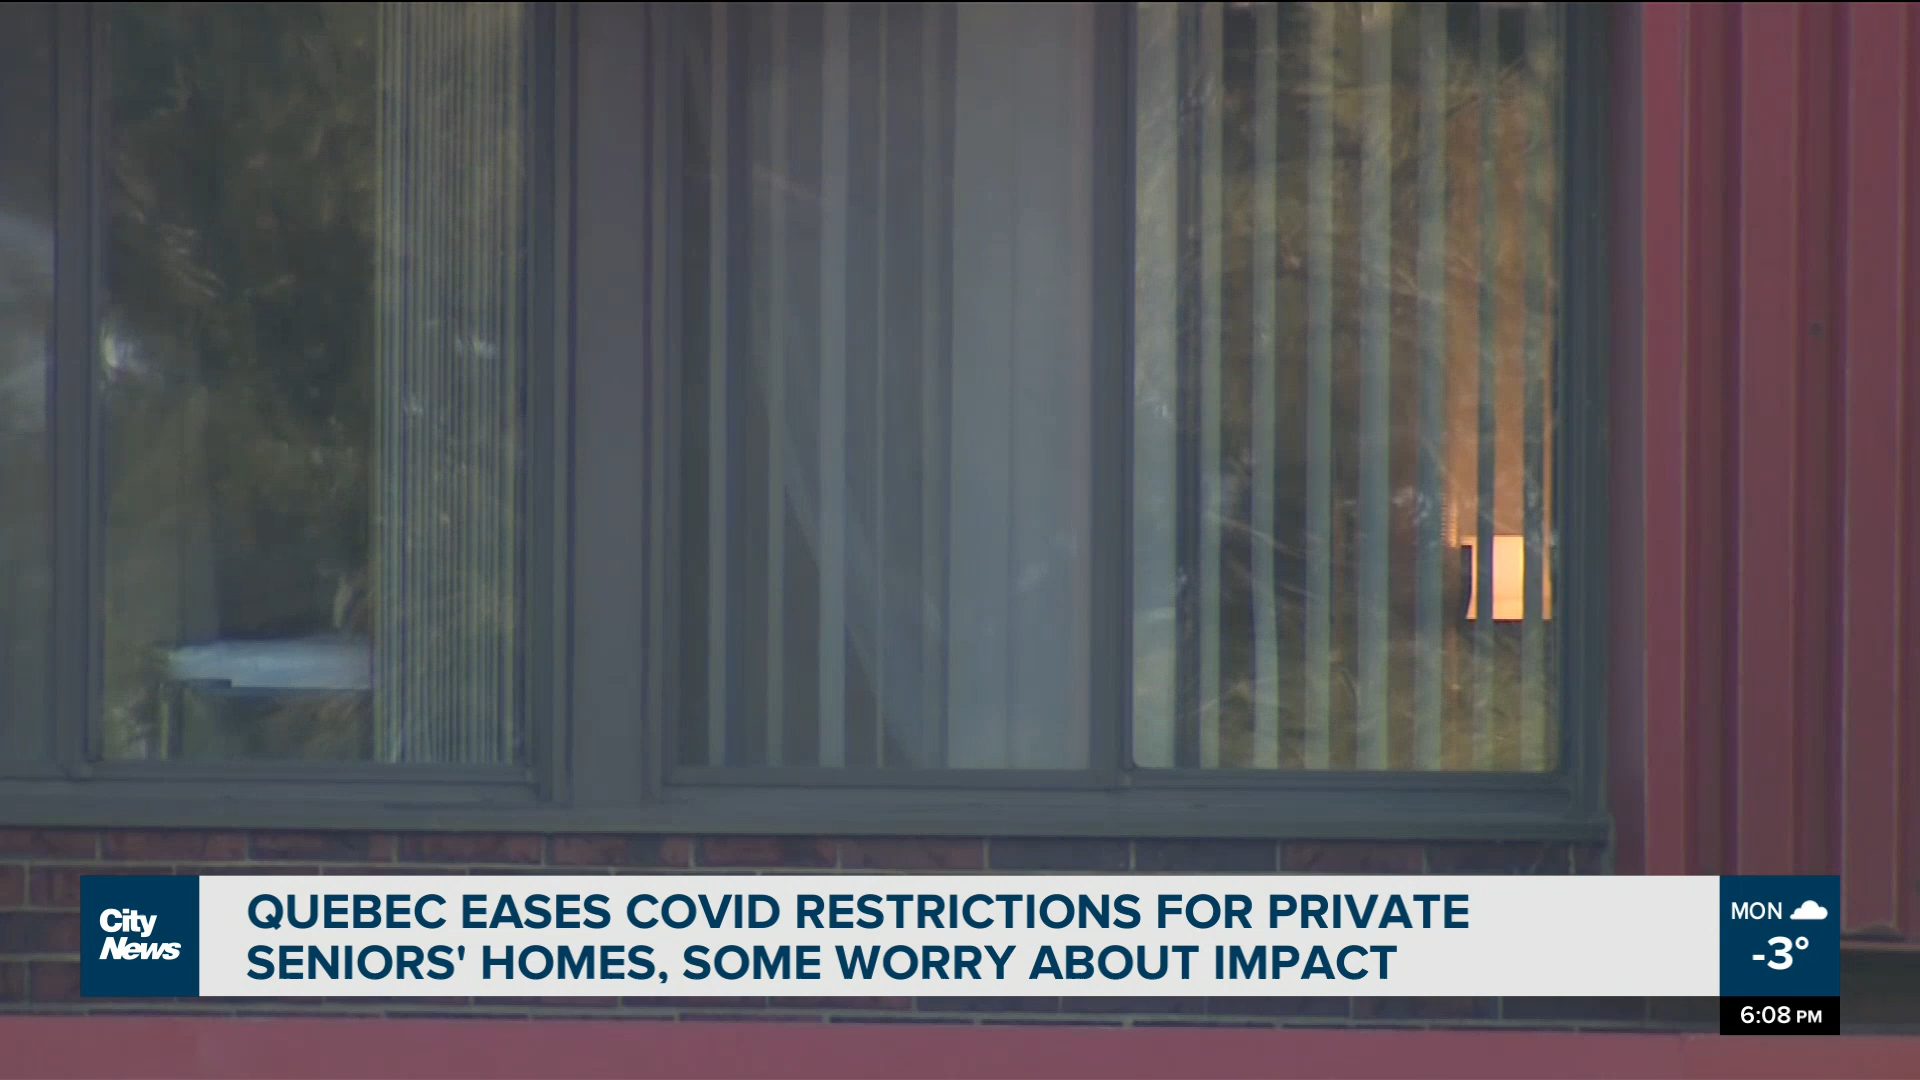 City
News
QUEBEC EASES COVID RESTRICTIONS FOR PRIVATE
SENIORS' HOMES, SOME WORRY ABOUT IMPACT
MON
-3°
6:08 PM